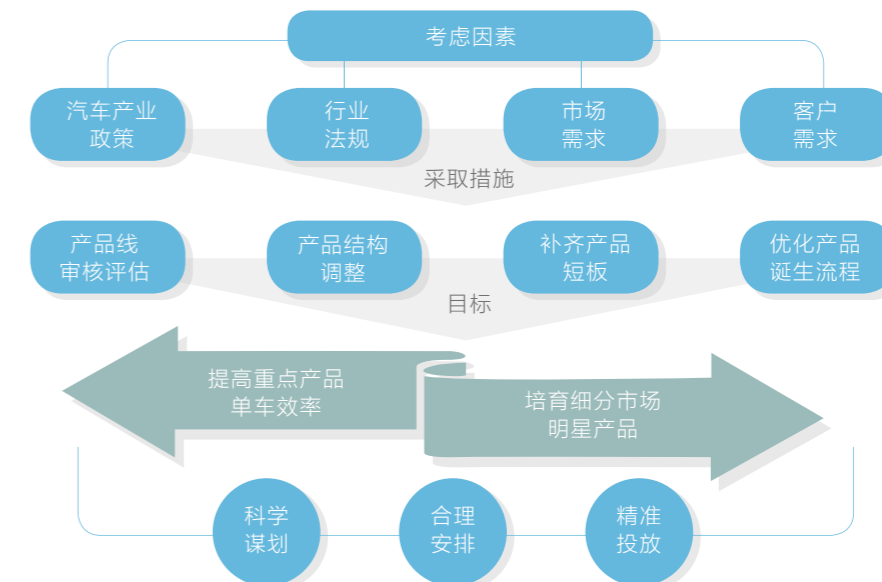 考虑因素
汽车产业
政策
行业
法规
市场
需求
客户
需求
采取措施
产品线
审核评估
产品结构
调整
补齐产品
短板
优化产品
诞生流程
目标
提高重点产品
单车效率
培育细分市场
明星产品
科学
谋划
合理
安排
精准
投放